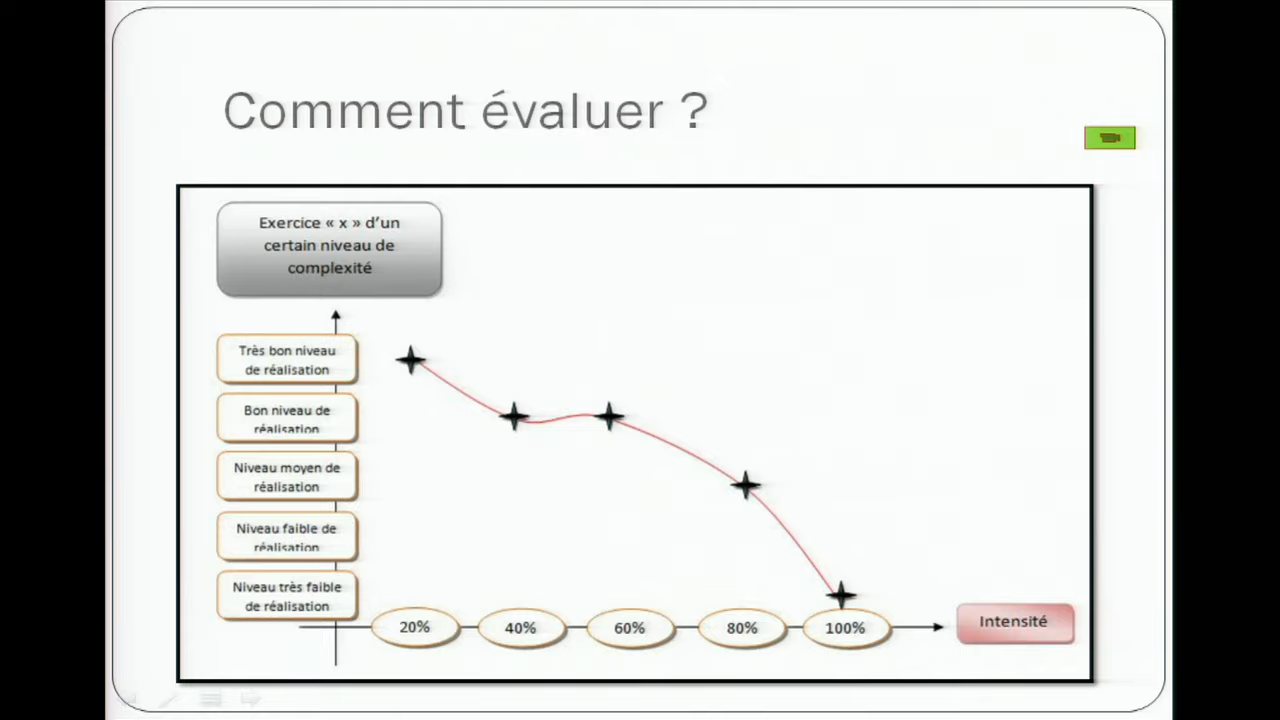 Comment évaluer ?
Exercice « x » d’un
certain niveau de
complexité
Très bon niveau
de réalisation
Bon niveau de
réalisation
Niveau moyen de
réalisation
Niveau faible de
réalisation
Niveau très faible
de réalisation
20% 40% 60% 80% 100%
Intensité